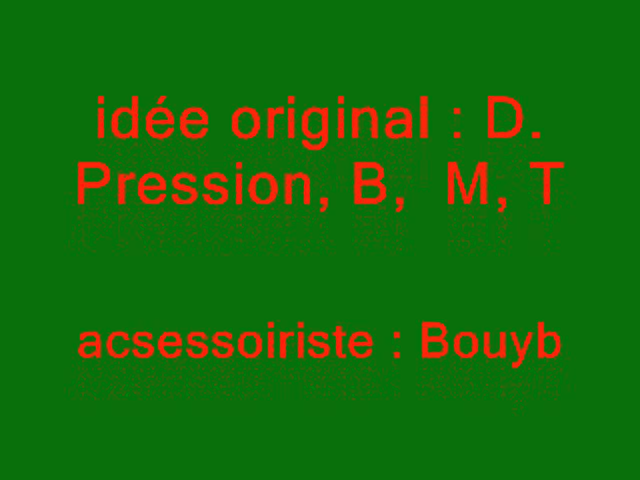 idée original : D.
Pression, B, M, T
acsessoiriste : Bouyb